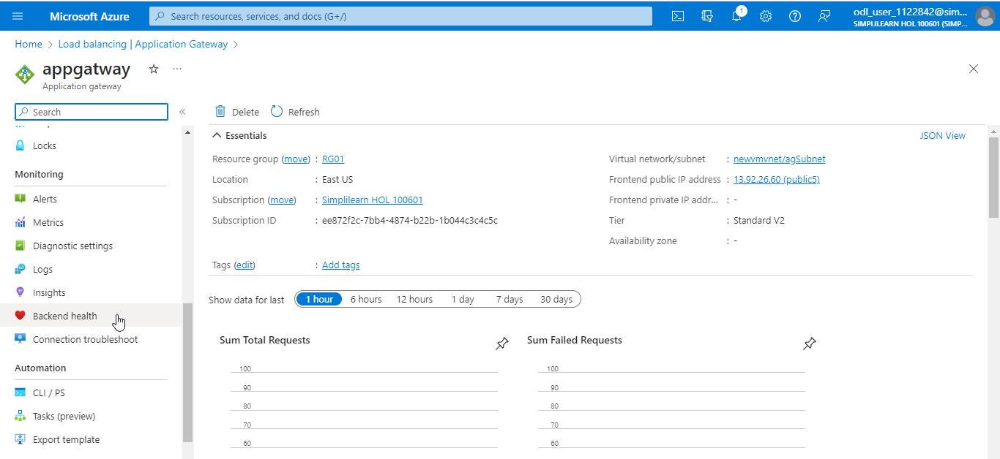 Microsoft Azure
Search resources, services, and docs (G+/)
1
odl_user_1122842@sim...
SIMPLILEARN HOL 100601 (SIMP...
Home > Load balancing | Application Gateway >
appgatway
Application gateway
Search
«
Locks
Monitoring
Alerts
Metrics
Diagnostic settings
Logs
Insights
Backend health
Connection troubleshoot
Automation
CLI / PS
Tasks (preview)
Export template
Delete
Refresh
Essentials
JSON View
Resource group (move) : RG01
Location : East US
Subscription (move) : Simplilearn HOL 100601
Subscription ID : ee872f2c-7bb4-4874-b22b-1b044c3c4c5c
Tags (edit) : Add tags
Virtual network/subnet : newvmvnet/agSubnet
Frontend public IP address : 13.92.26.60 (public5)
Frontend private IP addr... : -
Tier : Standard V2
Availability zone : -
Show data for last
1 hour 6 hours 12 hours 1 day 7 days 30 days
Sum Total Requests
100
90
80
70
60
Sum Failed Requests
100
90
80
70
60